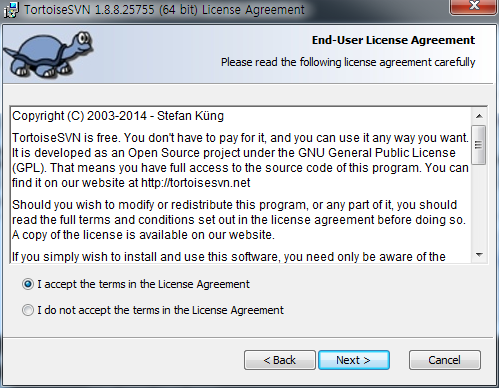 TortoiseSVN 1.8.8.25755 (64 bit) License Agreement
End-User License Agreement
Please read the following license agreement carefully
Copyright (C) 2003-2014 - Stefan Küng
TortoiseSVN is free. You don't have to pay for it, and you can use it any way you want.
It is developed as an Open Source project under the GNU General Public License
(GPL). That means you have full access to the source code of this program. You can
find it on our website at http://tortoisesvn.net
Should you wish to modify or redistribute this program, or any part of it, you should
read the full terms and conditions set out in the license agreement before doing so.
A copy of the license is available on our website.
If you simply wish to install and use this software, you need only be aware of the
I accept the terms in the License Agreement
I do not accept the terms in the License Agreement
< Back Next > Cancel